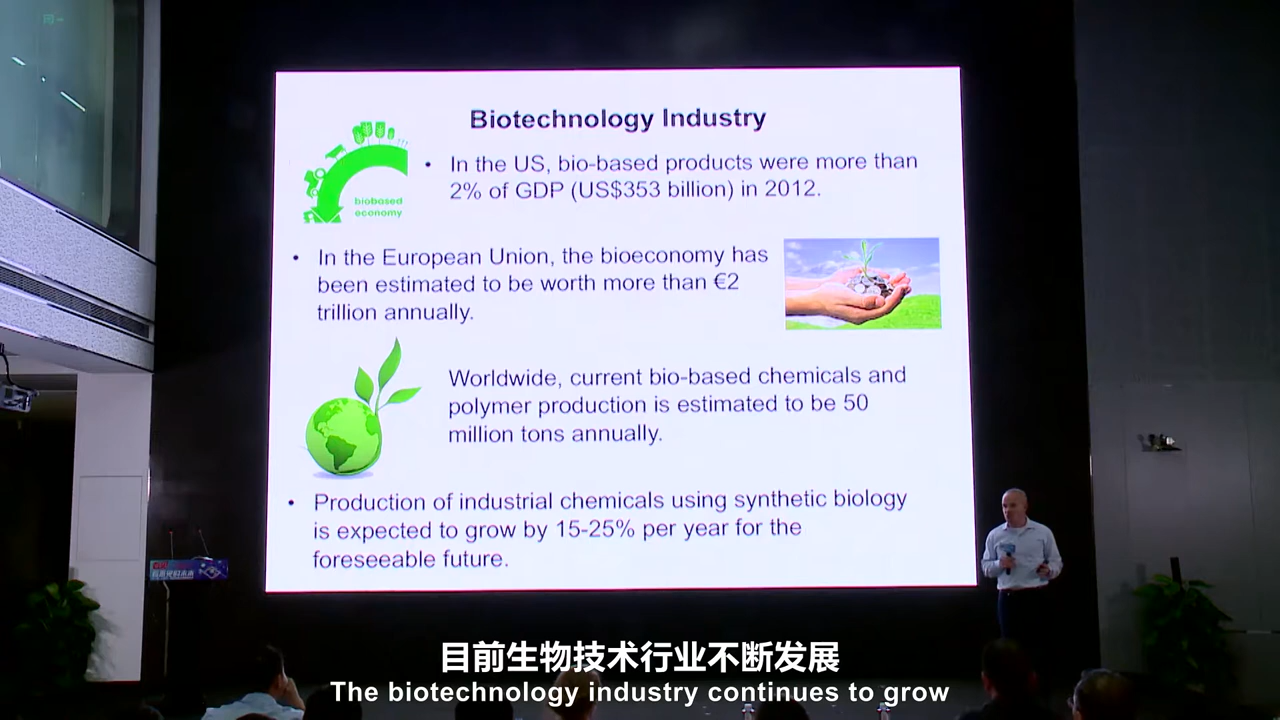 Biotechnology Industry
biobased
economy
• In the US, bio-based products were more than
2% of GDP (US$353 billion) in 2012.
• In the European Union, the bioeconomy has
been estimated to be worth more than €2
trillion annually.
Worldwide, current bio-based chemicals and
polymer production is estimated to be 50
million tons annually.
• Production of industrial chemicals using synthetic biology
is expected to grow by 15-25% per year for the
foreseeable future.
目前生物技术行业不断发展
The biotechnology industry continues to grow